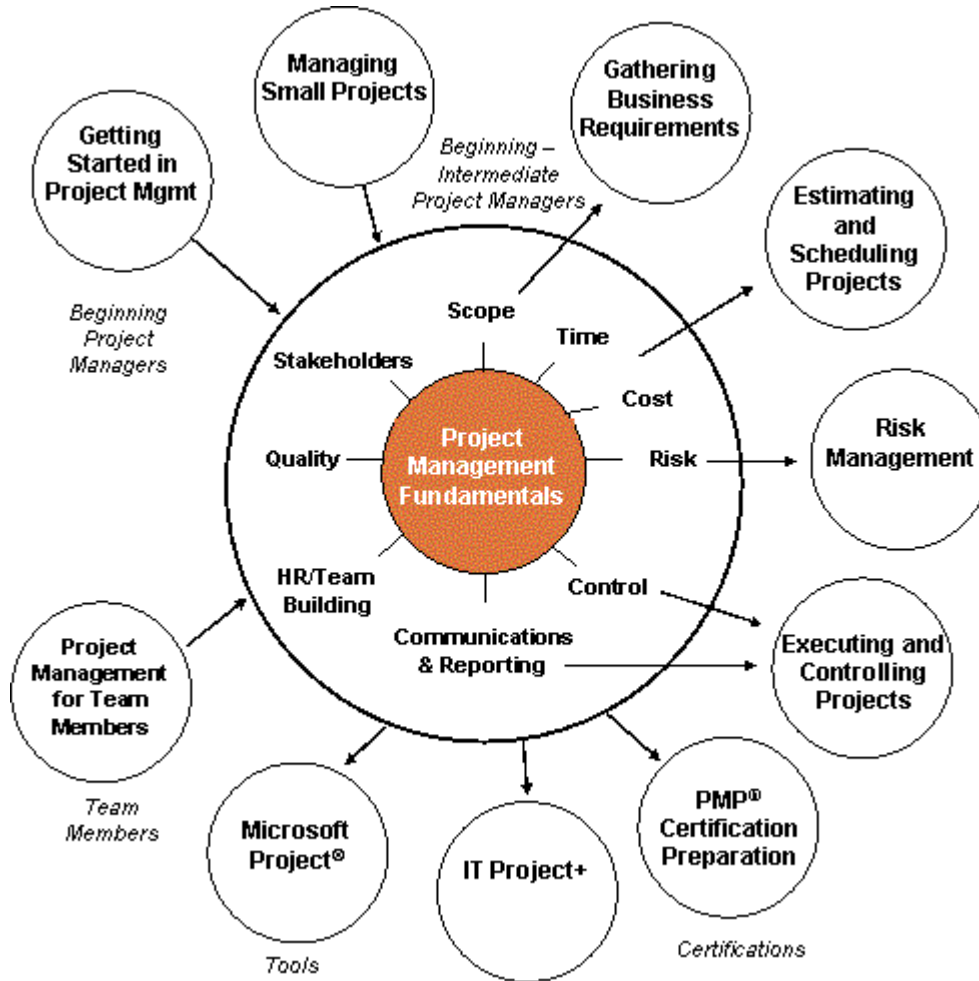 Managing
Small Projects
Gathering
Business
Requirements
Getting
Started in
Project Mgmt
Beginning –
Intermediate
Project Managers
Estimating
and
Scheduling
Projects
Beginning
Project
Managers
Scope
Time
Stakeholders
Cost
Project
Management
Fundamentals
Quality
Risk
Risk
Management
HR/Team
Building
Control
Communications
& Reporting
Executing and
Controlling
Projects
Project
Management
for Team
Members
Team
Members
Microsoft
Project®
IT Project+
PMP®
Certification
Preparation
Tools
Certifications